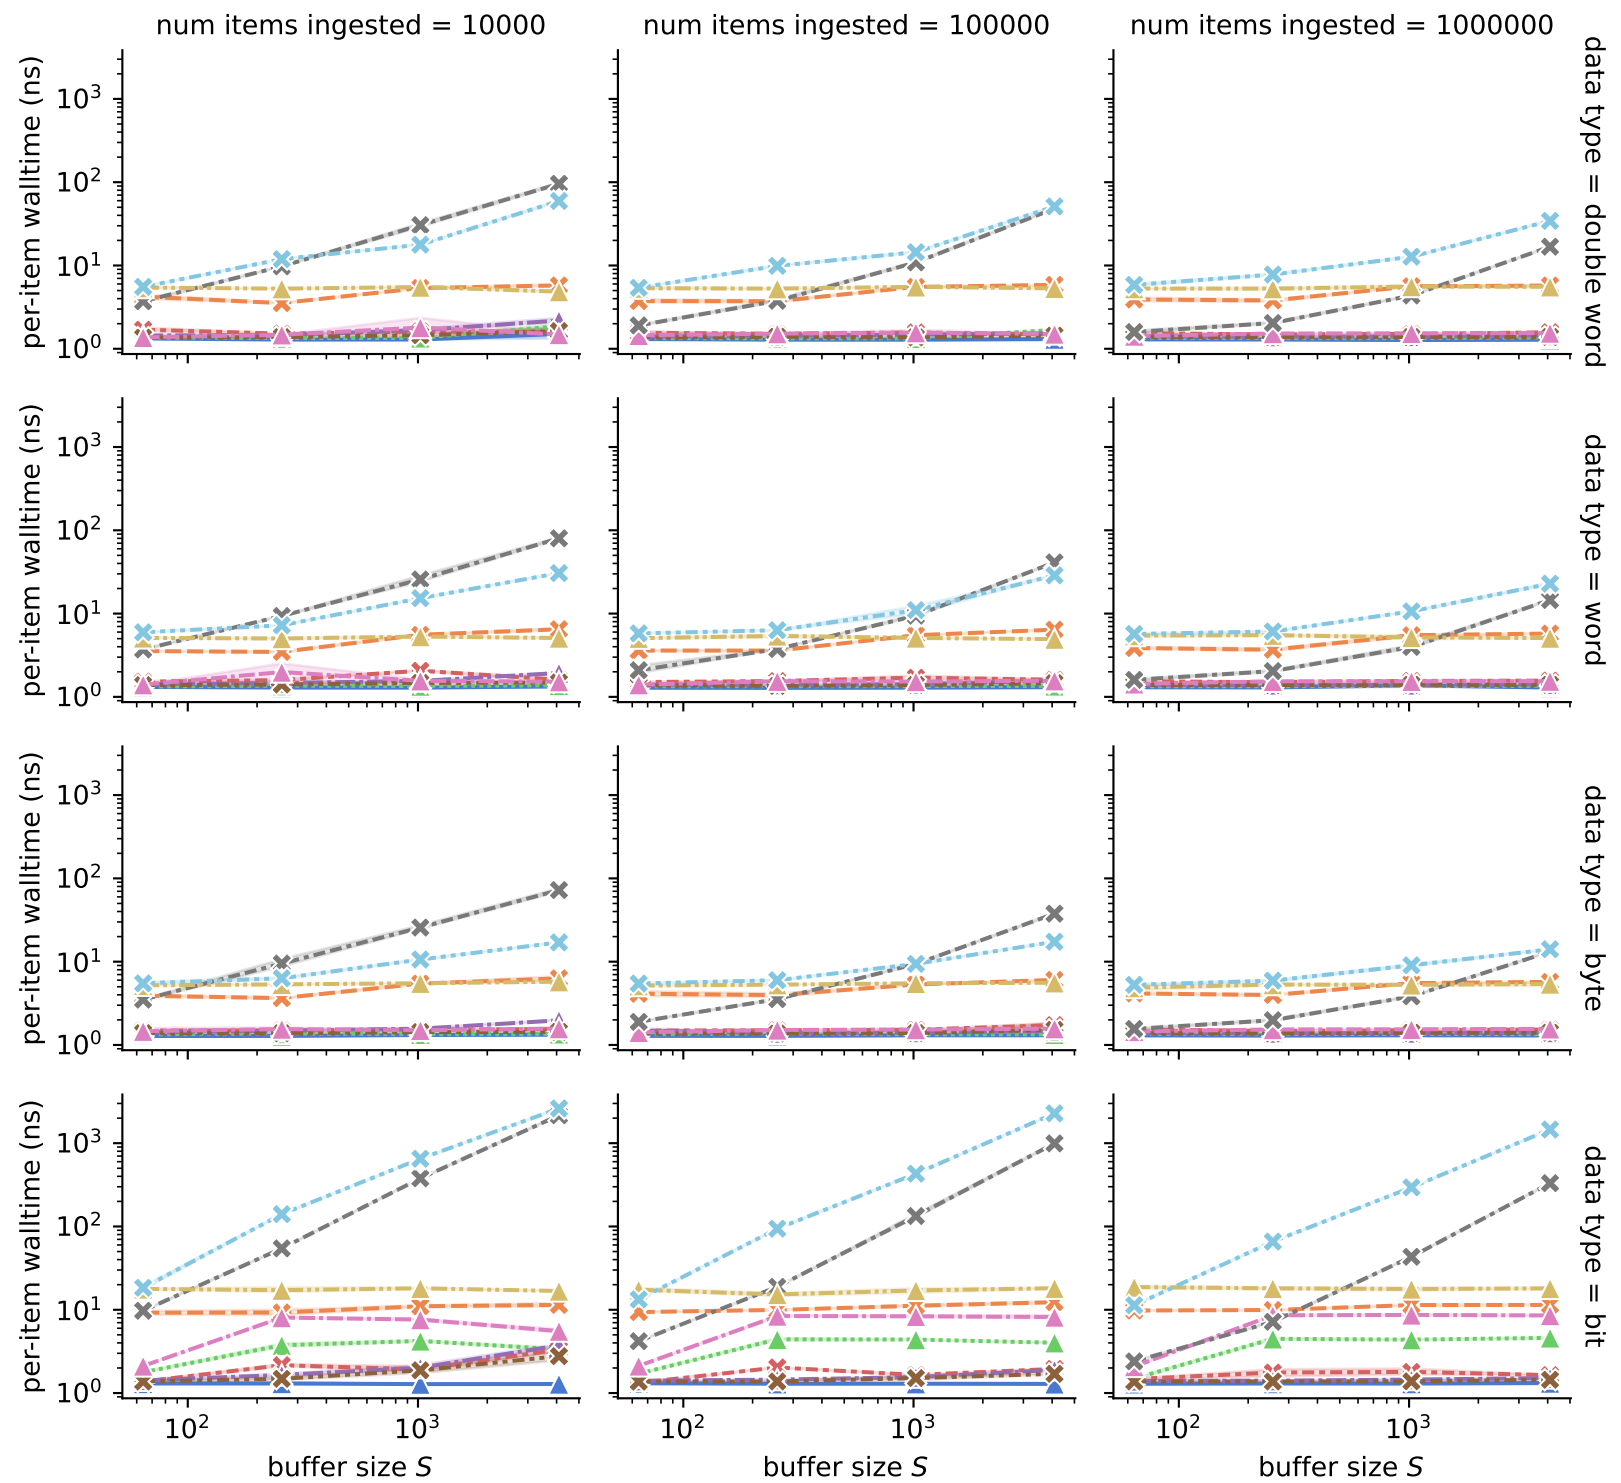 num items ingested = 10000
num items ingested = 100000
num items ingested = 1000000
per-item walltime (ns)
10³
10²
10¹
10⁰
data type = double word
per-item walltime (ns)
10³
10²
10¹
10⁰
data type = word
per-item walltime (ns)
10³
10²
10¹
10⁰
data type = byte
per-item walltime (ns)
10³
10²
10¹
10⁰
data type = bit
10² 10³ 10² 10³ 10² 10³
buffer size S
buffer size S
buffer size S